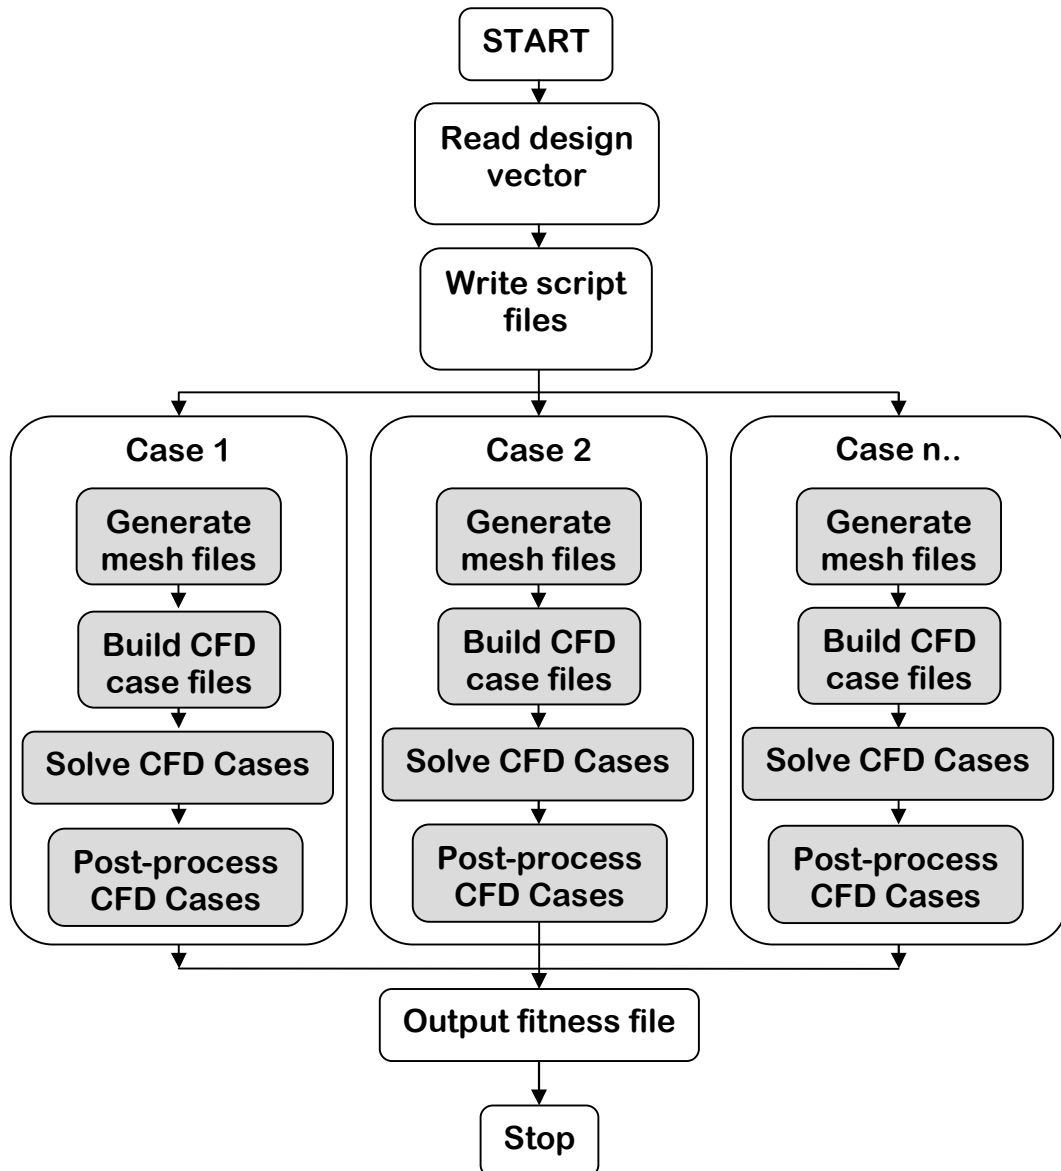 START
Read design
vector
Write script
files
Case 1
Generate
mesh files
Build CFD
case files
Solve CFD Cases
Post-process
CFD Cases
Case 2
Generate
mesh files
Build CFD
case files
Solve CFD Cases
Post-process
CFD Cases
Case n..
Generate
mesh files
Build CFD
case files
Solve CFD Cases
Post-process
CFD Cases
Output fitness file
Stop